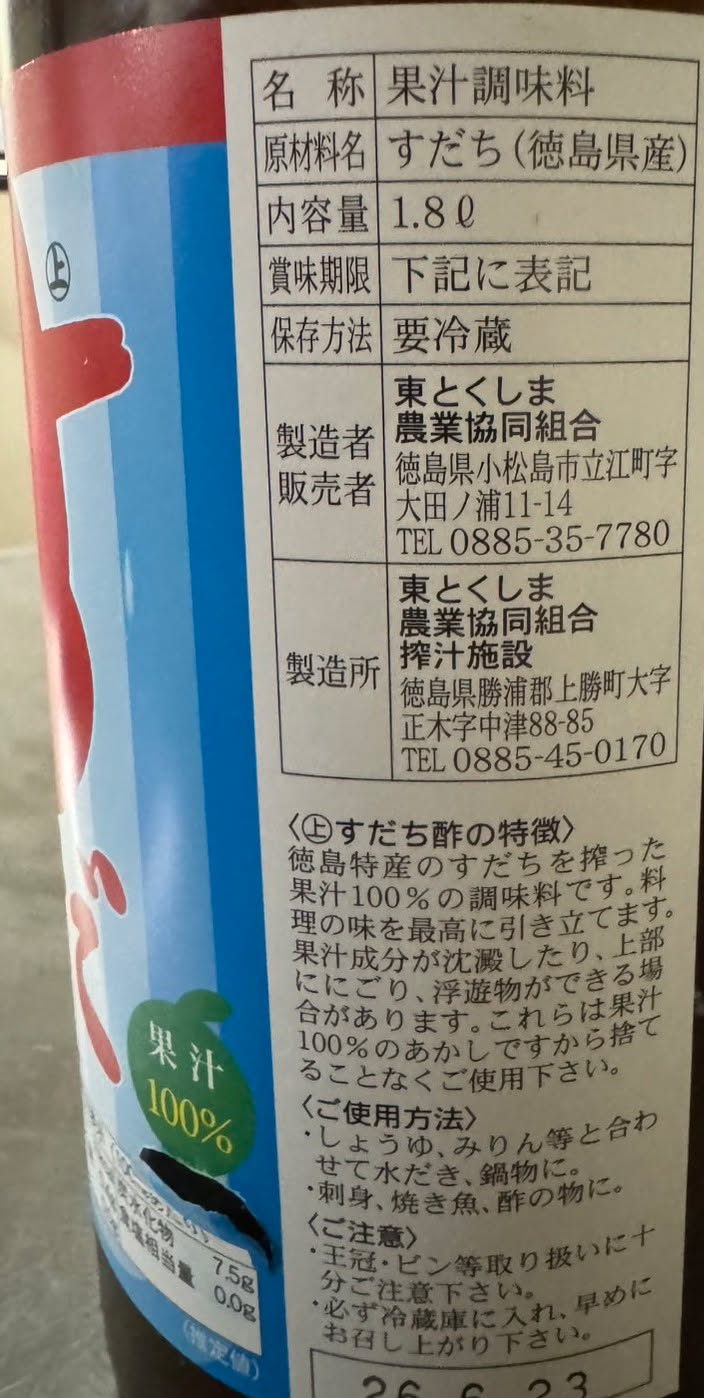 名称 果汁調味料
原材料名 すだち(徳島県産)
内容量 1.8ℓ
賞味期限 下記に表記
保存方法 要冷蔵
製造者
販売者
東とくしま
農業協同組合
徳島県小松島市立江町字
大田ノ浦11-14
TEL 0885-35-7780
製造所
東とくしま
農業協同組合
搾汁施設
徳島県勝浦郡上勝町大字
正木字中津88-85
TEL 0885-45-0170
〈㊤すだち酢の特徴〉
徳島特産のすだちを搾った
果汁100%の調味料です。料
理の味を最高に引き立てます。
果汁成分が沈澱したり、上部
ににごり、浮遊物ができる場
合があります。これらは果汁
100%のあかしですから捨て
ることなくご使用下さい。
〈ご使用方法〉
・しょうゆ、みりん等と合わ
せて水だき、鍋物に。
・刺身、焼き魚、酢の物に。
〈ご注意〉
・王冠・ビン等取り扱いに十
分ご注意下さい。
・必ず冷蔵庫に入れ、早めに
お召し上がり下さい。
26.6.23
㊤
果汁
100%
水化物 7.5g
相当量 0.0g
(推定値)